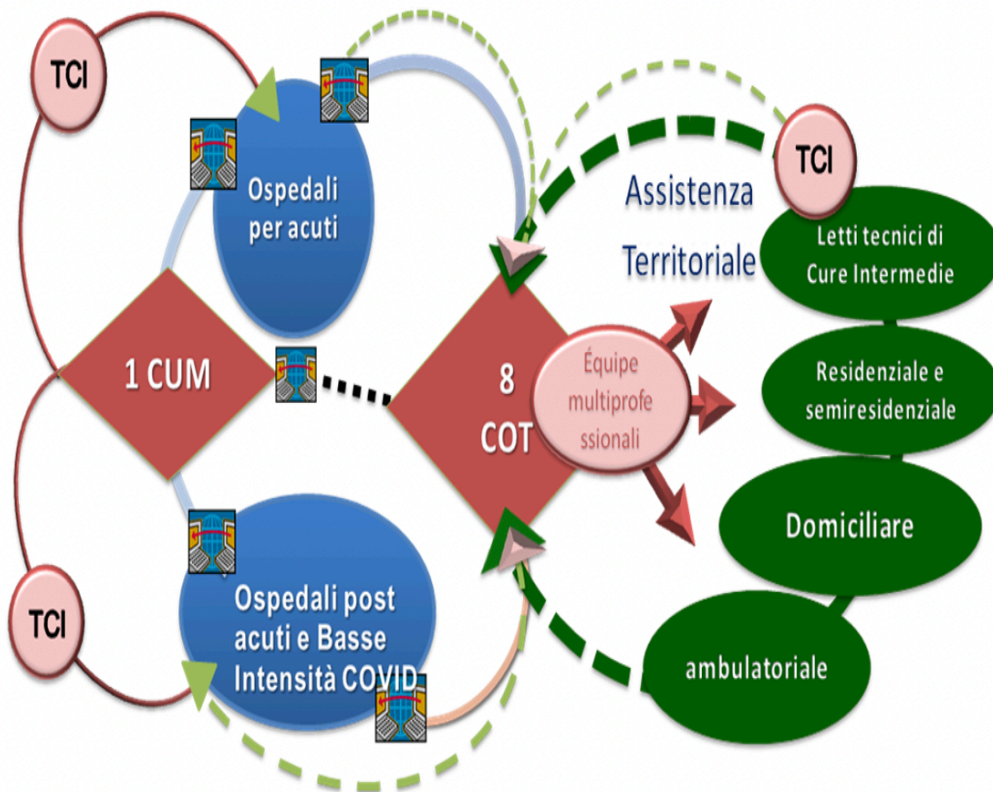 TCI
Ospedali
per acuti
TCI
Assistenza
Territoriale
Letti tecnici di
Cure Intermedie
1 CUM
8
COT
Équipe
multiprofe
ssionali
Residenziale e
semiresidenziale
Domiciliare
TCI
Ospedali post
acuti e Basse
Intensità COVID
ambulatoriale